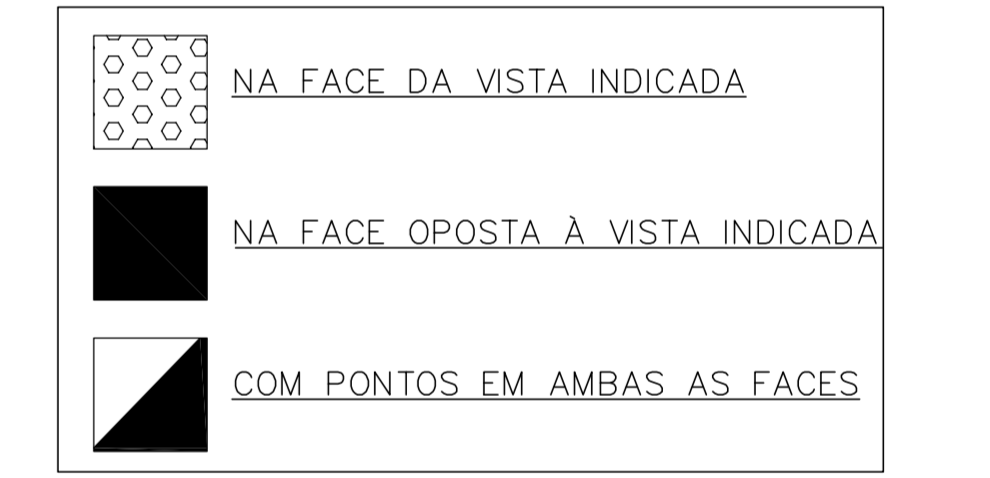 NA FACE DA VISTA INDICADA
NA FACE OPOSTA À VISTA INDICADA
COM PONTOS EM AMBAS AS FACES